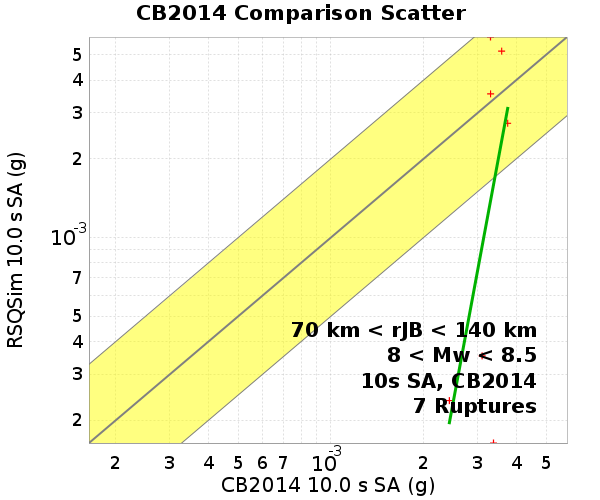 CB2014 Comparison Scatter
RSQSim 10.0 s SA (g)
5
4
3
2
10-3
7
5
4
3
2
70 km < rJB < 140 km
8 < Mw < 8.5
10s SA, CB2014
7 Ruptures
2 3 4 5 6 7 10-3 2 3 4 5
CB2014 10.0 s SA (g)